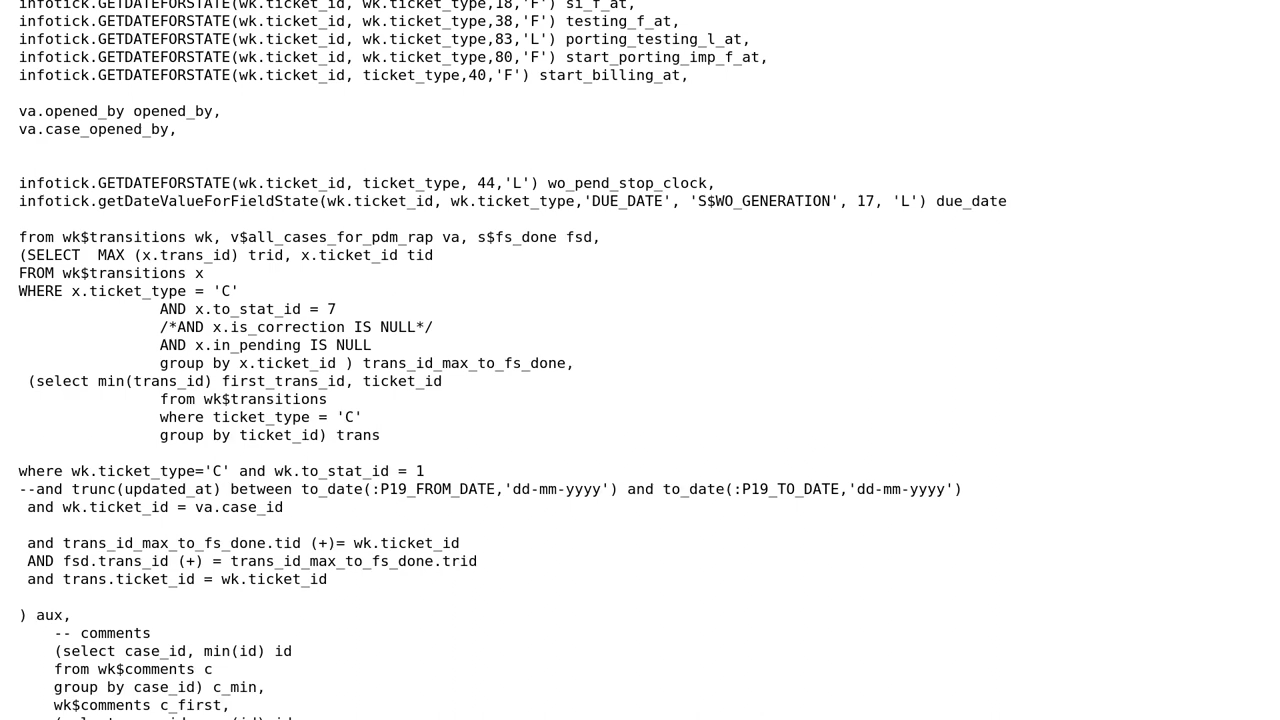 infotick.GETDATEFORSTATE(wk.ticket_id, wk.ticket_type,18,'F') si_f_at,
infotick.GETDATEFORSTATE(wk.ticket_id, wk.ticket_type,38,'F') testing_f_at,
infotick.GETDATEFORSTATE(wk.ticket_id, wk.ticket_type,83,'L') porting_testing_l_at,
infotick.GETDATEFORSTATE(wk.ticket_id, wk.ticket_type,80,'F') start_porting_imp_f_at,
infotick.GETDATEFORSTATE(wk.ticket_id, ticket_type,40,'F') start_billing_at,
va.opened_by opened_by,
va.case_opened_by,
infotick.GETDATEFORSTATE(wk.ticket_id, ticket_type, 44,'L') wo_pend_stop_clock,
infotick.getDateValueForFieldState(wk.ticket_id, wk.ticket_type,'DUE_DATE', 'S$WO_GENERATION', 17, 'L') due_date
from wk$transitions wk, v$all_cases_for_pdm_rap va, s$fs_done fsd,
(SELECT  MAX (x.trans_id) trid, x.ticket_id tid
FROM wk$transitions x
WHERE x.ticket_type = 'C'
AND x.to_stat_id = 7
/*AND x.is_correction IS NULL*/
AND x.in_pending IS NULL
group by x.ticket_id ) trans_id_max_to_fs_done,
(select min(trans_id) first_trans_id, ticket_id
from wk$transitions
where ticket_type = 'C'
group by ticket_id) trans
where wk.ticket_type='C' and wk.to_stat_id = 1
--and trunc(updated_at) between to_date(:P19_FROM_DATE,'dd-mm-yyyy') and to_date(:P19_TO_DATE,'dd-mm-yyyy')
and wk.ticket_id = va.case_id
and trans_id_max_to_fs_done.tid (+)= wk.ticket_id
AND fsd.trans_id (+) = trans_id_max_to_fs_done.trid
and trans.ticket_id = wk.ticket_id
) aux,
-- comments
(select case_id, min(id) id
from wk$comments c
group by case_id) c_min,
wk$comments c_first,